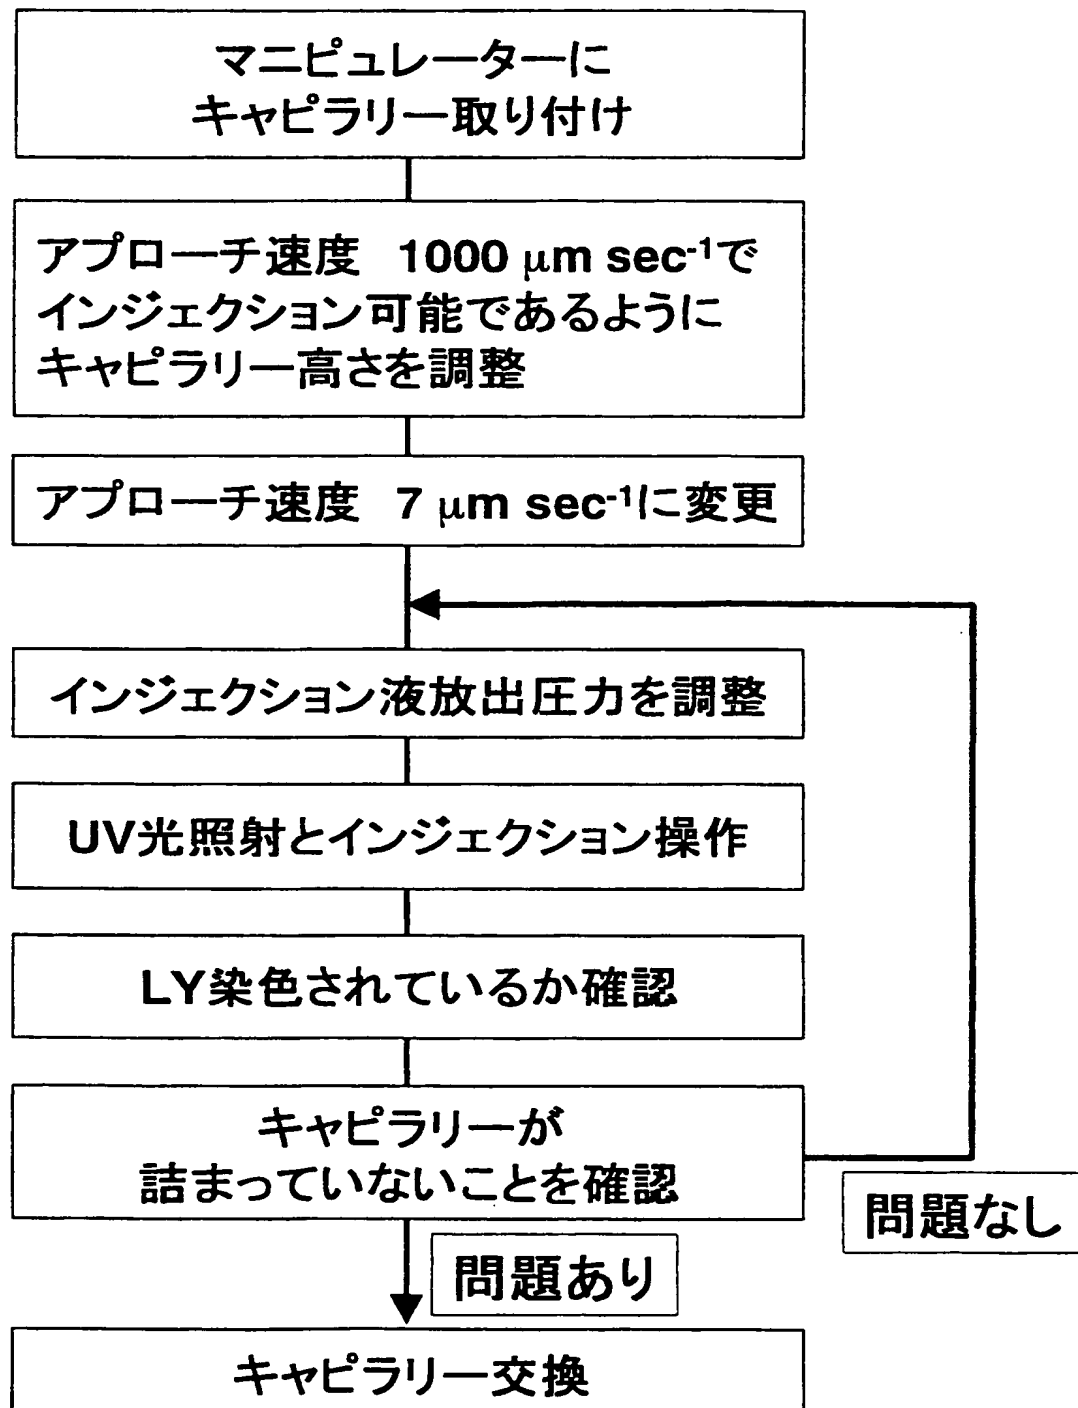 マニピュレーターに
キャピラリー取り付け
アプローチ速度 1000 μm sec-1で
インジェクション可能であるように
キャピラリー高さを調整
アプローチ速度 7 μm sec-1に変更
インジェクション液放出圧力を調整
UV光照射とインジェクション操作
LY染色されているか確認
キャピラリーが
詰まっていないことを確認
問題なし
問題あり
キャピラリー交換